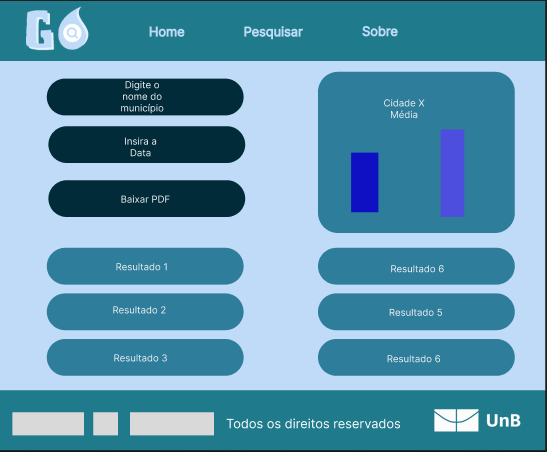 GO
Home
Pesquisar
Sobre
Digite o
nome do
município
Insira a
Data
Baixar PDF
Cidade X
Média
Resultado 1
Resultado 2
Resultado 3
Resultado 6
Resultado 5
Resultado 6
Todos os direitos reservados
UnB